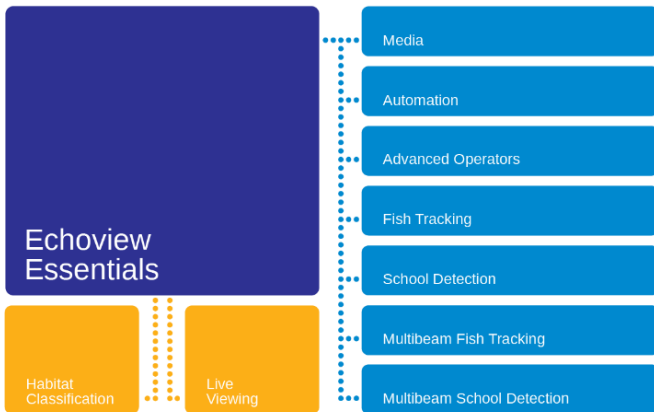 Echoview
Essentials
Habitat
Classification
Live
Viewing
Media
Automation
Advanced Operators
Fish Tracking
School Detection
Multibeam Fish Tracking
Multibeam School Detection